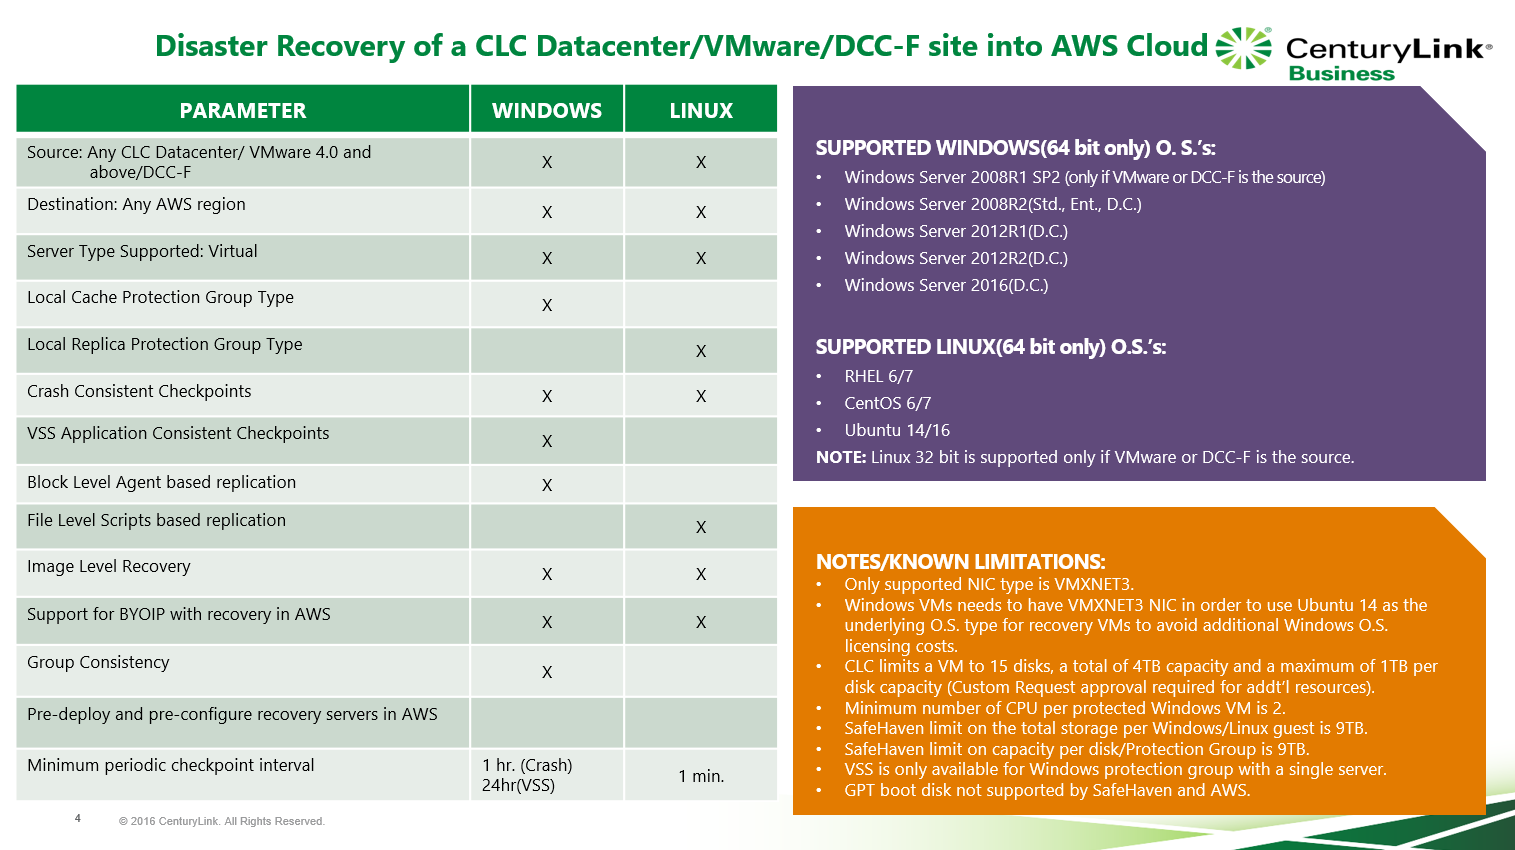 Disaster Recovery of a CLC Datacenter/VMware/DCC-F site into AWS Cloud
CenturyLink®
Business
PARAMETER WINDOWS LINUX
Source: Any CLC Datacenter/ VMware 4.0 and
above/DCC-F X X
Destination: Any AWS region X X
Server Type Supported: Virtual X X
Local Cache Protection Group Type X
Local Replica Protection Group Type X
Crash Consistent Checkpoints X X
VSS Application Consistent Checkpoints X
Block Level Agent based replication X
File Level Scripts based replication X
Image Level Recovery X X
Support for BYOIP with recovery in AWS X X
Group Consistency X
Pre-deploy and pre-configure recovery servers in AWS
Minimum periodic checkpoint interval 1 hr. (Crash) 1 min.
24hr(VSS)
SUPPORTED WINDOWS(64 bit only) O. S.’s:
• Windows Server 2008R1 SP2 (only if VMware or DCC-F is the source)
• Windows Server 2008R2(Std., Ent., D.C.)
• Windows Server 2012R1(D.C.)
• Windows Server 2012R2(D.C.)
• Windows Server 2016(D.C.)
SUPPORTED LINUX(64 bit only) O.S.’s:
• RHEL 6/7
• CentOS 6/7
• Ubuntu 14/16
NOTE: Linux 32 bit is supported only if VMware or DCC-F is the source.
NOTES/KNOWN LIMITATIONS:
• Only supported NIC type is VMXNET3.
• Windows VMs needs to have VMXNET3 NIC in order to use Ubuntu 14 as the
underlying O.S. type for recovery VMs to avoid additional Windows O.S.
licensing costs.
• CLC limits a VM to 15 disks, a total of 4TB capacity and a maximum of 1TB per
disk capacity (Custom Request approval required for addt’l resources).
• Minimum number of CPU per protected Windows VM is 2.
• SafeHaven limit on the total storage per Windows/Linux guest is 9TB.
• SafeHaven limit on capacity per disk/Protection Group is 9TB.
• VSS is only available for Windows protection group with a single server.
• GPT boot disk not supported by SafeHaven and AWS.
4 © 2016 CenturyLink. All Rights Reserved.